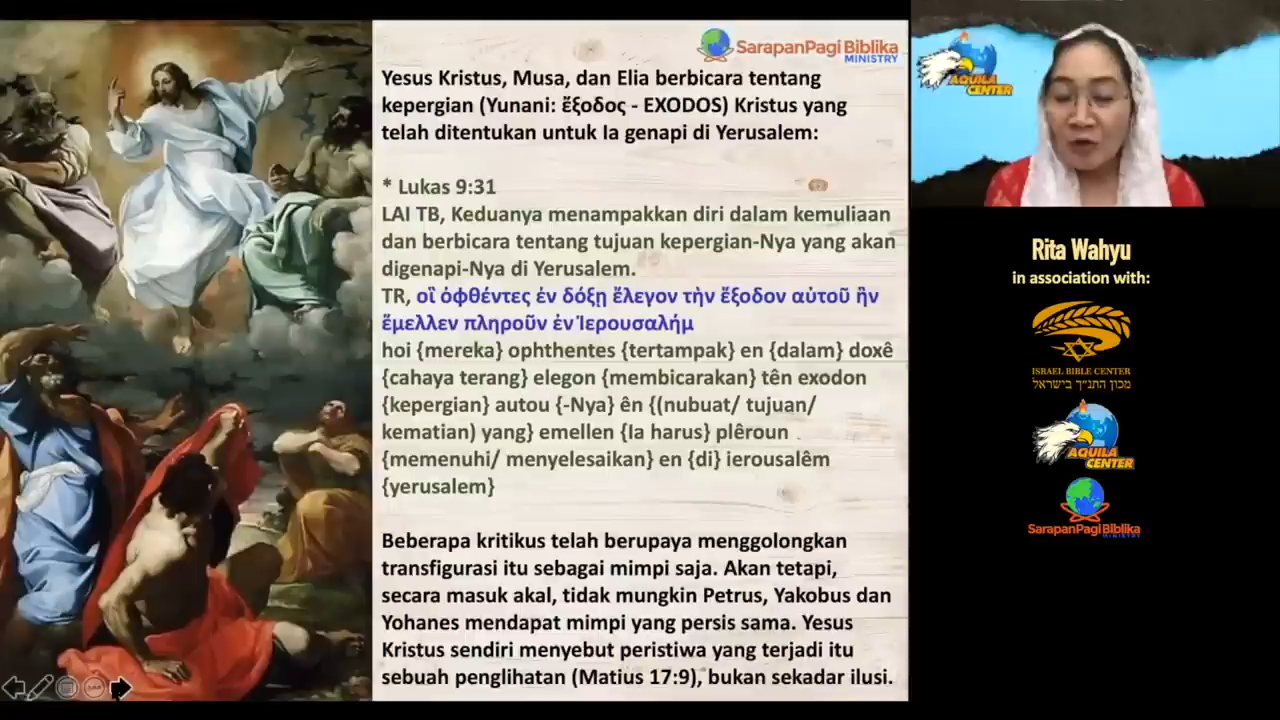 SarapanPagi Biblika
MINISTRY
Yesus Kristus, Musa, dan Elia berbicara tentang
kepergian (Yunani: ἔξοδος - EXODOS) Kristus yang
telah ditentukan untuk Ia genapi di Yerusalem:
* Lukas 9:31
LAI TB, Keduanya menampakkan diri dalam kemuliaan
dan berbicara tentang tujuan kepergian-Nya yang akan
digenapi-Nya di Yerusalem.
TR, οἳ ὀφθέντες ἐν δόξῃ ἔλεγον τὴν ἔξοδον αὐτοῦ ἣν
ἔμελλεν πληροῦν ἐν Ἰερουσαλήμ
hoi {mereka} ophthentes {tertampak} en {dalam} doxê
{cahaya terang} elegon {membicarakan} tên exodon
{kepergian} autou {-Nya} ên {(nubuat/ tujuan/
kematian) yang} emellen {Ia harus} plêroun
{memenuhi/ menyelesaikan} en {di} ierousalêm
{yerusalem}
Beberapa kritikus telah berupaya menggolongkan
transfigurasi itu sebagai mimpi saja. Akan tetapi,
secara masuk akal, tidak mungkin Petrus, Yakobus dan
Yohanes mendapat mimpi yang persis sama. Yesus
Kristus sendiri menyebut peristiwa yang terjadi itu
sebuah penglihatan (Matius 17:9), bukan sekadar ilusi.
AQUILA
CENTER
Rita Wahyu
in association with:
ISRAEL BIBLE CENTER
מכון התנ״ך בישראל
AQUILA
CENTER
SarapanPagi Biblika
MINISTRY